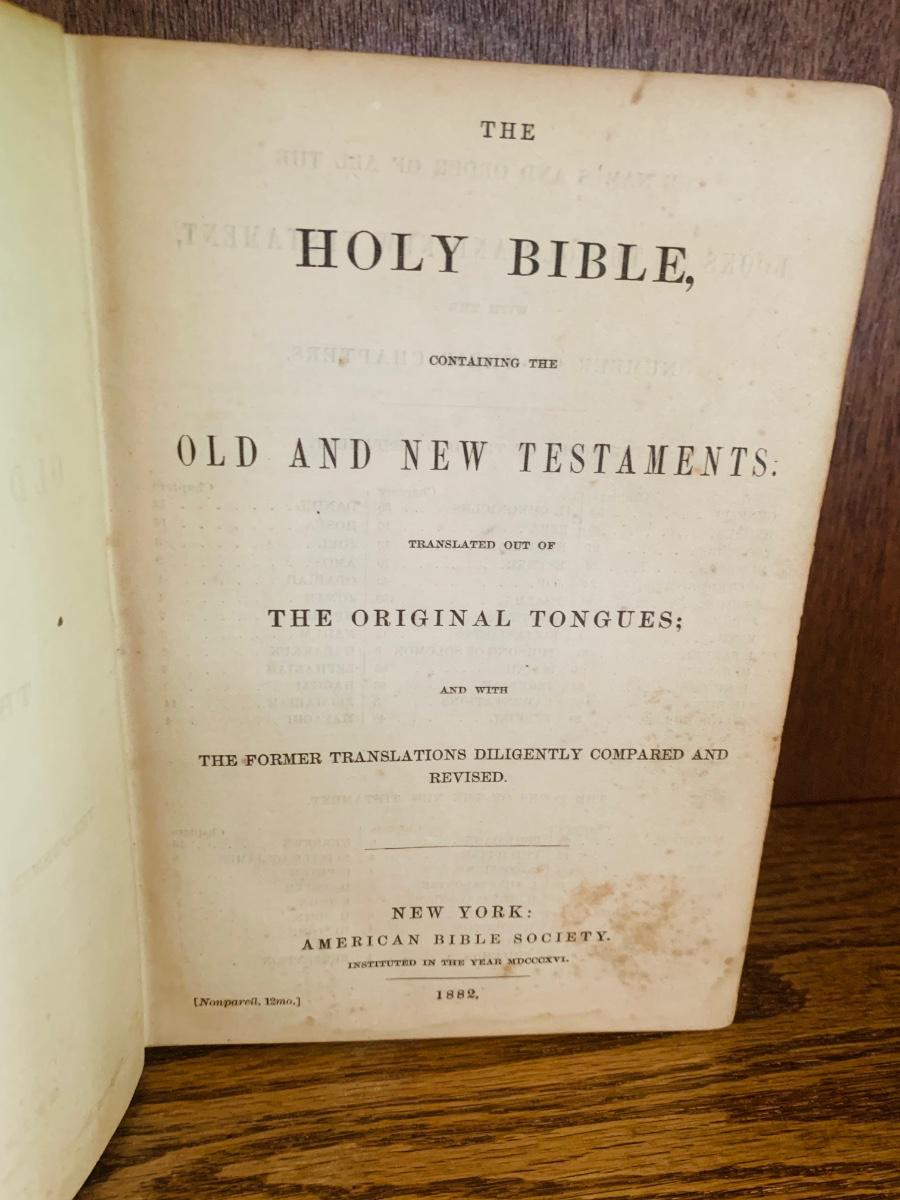 THE
HOLY BIBLE,
CONTAINING THE
OLD AND NEW TESTAMENTS:
TRANSLATED OUT OF
THE ORIGINAL TONGUES;
AND WITH
THE FORMER TRANSLATIONS DILIGENTLY COMPARED AND
REVISED.
NEW YORK:
AMERICAN BIBLE SOCIETY.
INSTITUTED IN THE YEAR MDCCCXVI.
1882.
[Nonpareil, 12mo.]